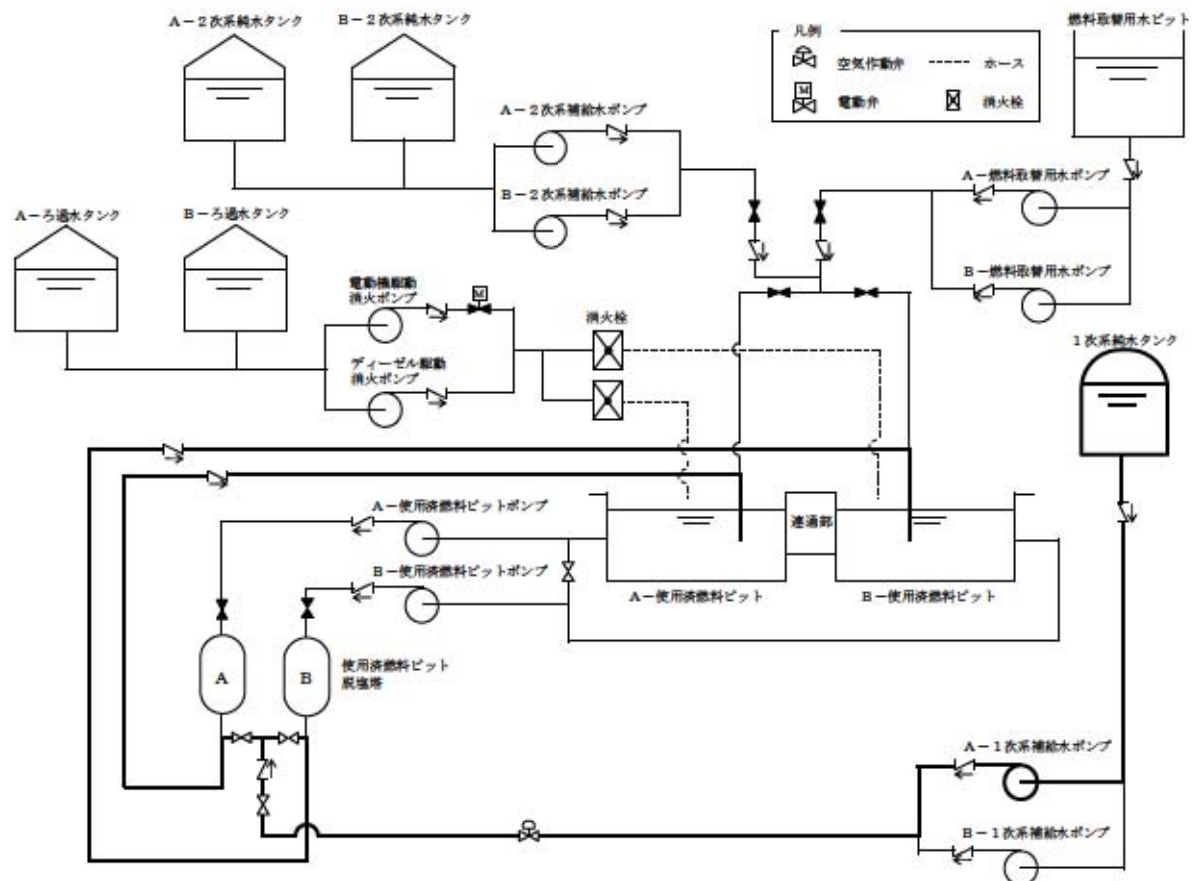 A－2次系純水タンク
B－2次系純水タンク
凡例
空気作動弁
ホース
M
電動弁
消火栓
燃料取替用水ピット
A－2次系補給水ポンプ
B－2次系補給水ポンプ
A－燃料取替用水ポンプ
B－燃料取替用水ポンプ
A－ろ過水タンク
B－ろ過水タンク
電動機駆動
消火ポンプ
M
消火栓
ディーゼル駆動
消火ポンプ
1次系純水タンク
A－使用済燃料ピットポンプ
連通部
B－使用済燃料ピットポンプ
A－使用済燃料ピット
B－使用済燃料ピット
A
B
使用済燃料ピット
脱塩塔
A－1次系補給水ポンプ
B－1次系補給水ポンプ